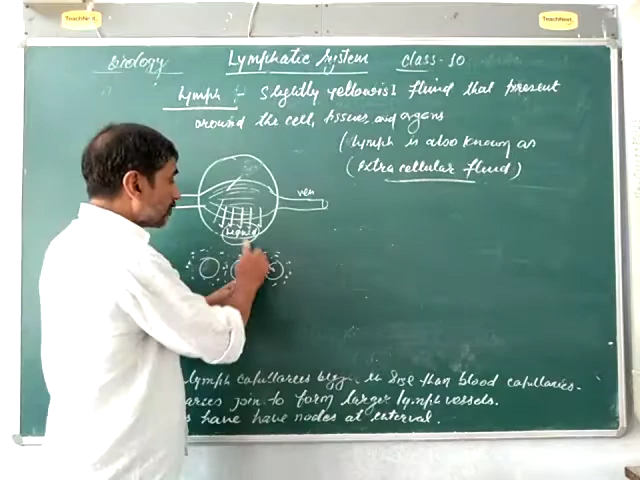 TeachNext
TeachNext
Biology Lymphatic System class-10
Lymph :- Slightly yellowish fluid that present
around the cell, tissues and organs
(Lymph is also known as
(extra cellular fluid)
vein
Liquid
lymph capillaries bigger in size than blood capillaries.
join to form larger lymph vessels.
have have nodes at interval.